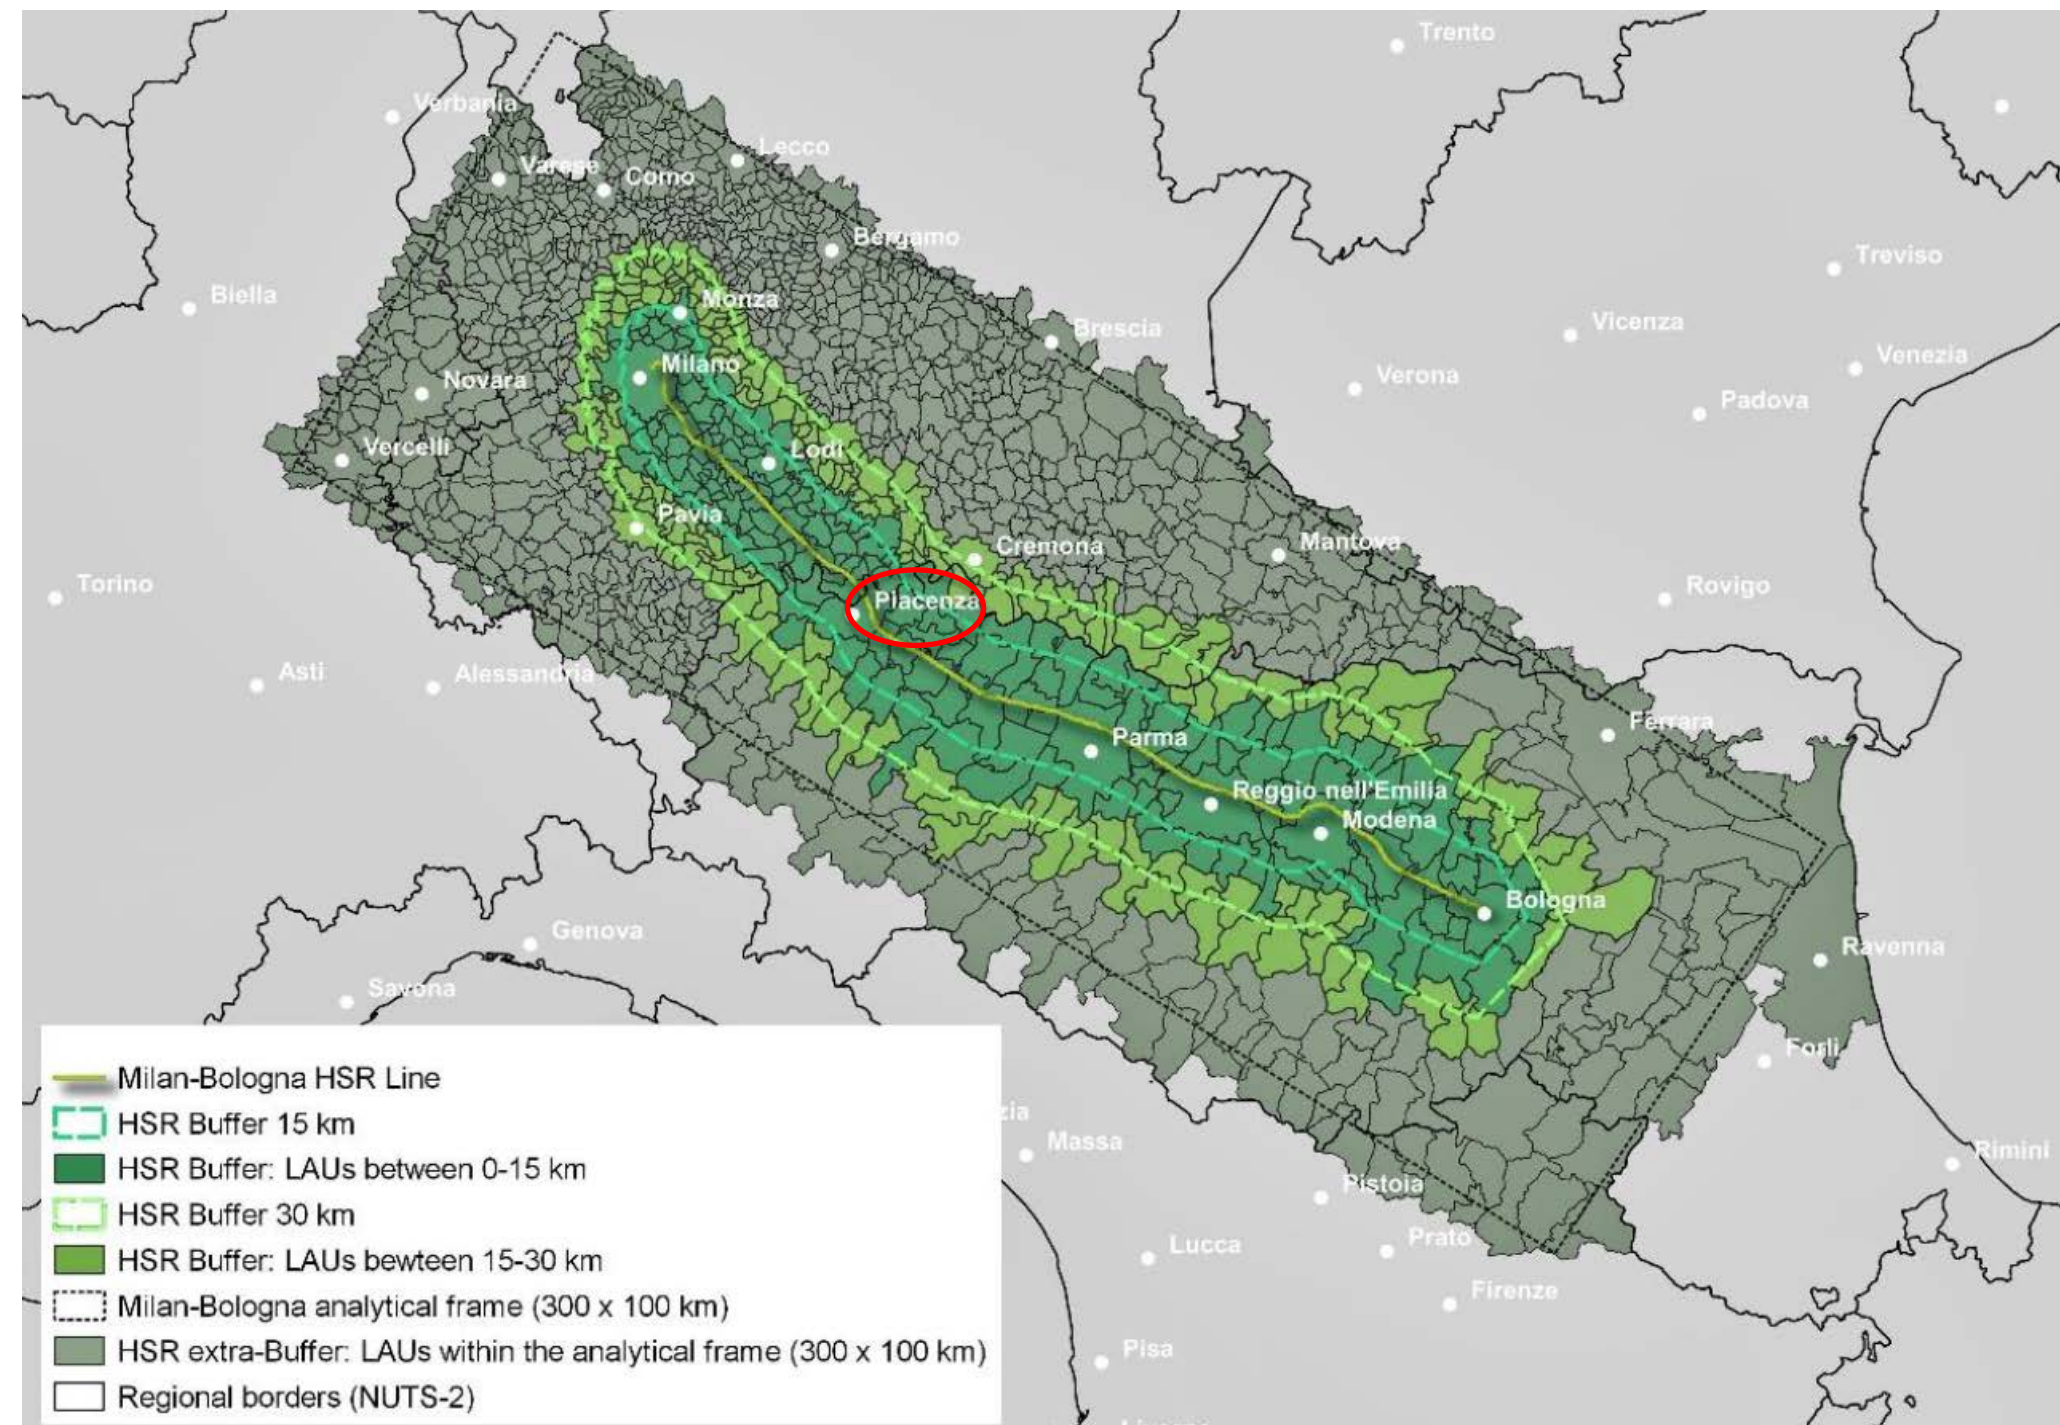 Trento
Verbania
Lecco
Varese
Como
Bergamo
Treviso
Biella
Monza
Brescia
Vicenza
Venezia
Milano
Novara
Verona
Padova
Vercelli
Lodi
Pavia
Cremona
Mantova
Torino
Piacenza
Rovigo
Asti
Alessandria
Ferrara
Parma
Reggio nell'Emilia
Modena
Bologna
Genova
Ravenna
Savona
Forlì
zia
Massa
Rimini
Pistoia
Lucca
Prato
Firenze
Pisa
Milan-Bologna HSR Line
HSR Buffer 15 km
HSR Buffer: LAUs between 0-15 km
HSR Buffer 30 km
HSR Buffer: LAUs bewteen 15-30 km
Milan-Bologna analytical frame (300 x 100 km)
HSR extra-Buffer: LAUs within the analytical frame (300 x 100 km)
Regional borders (NUTS-2)